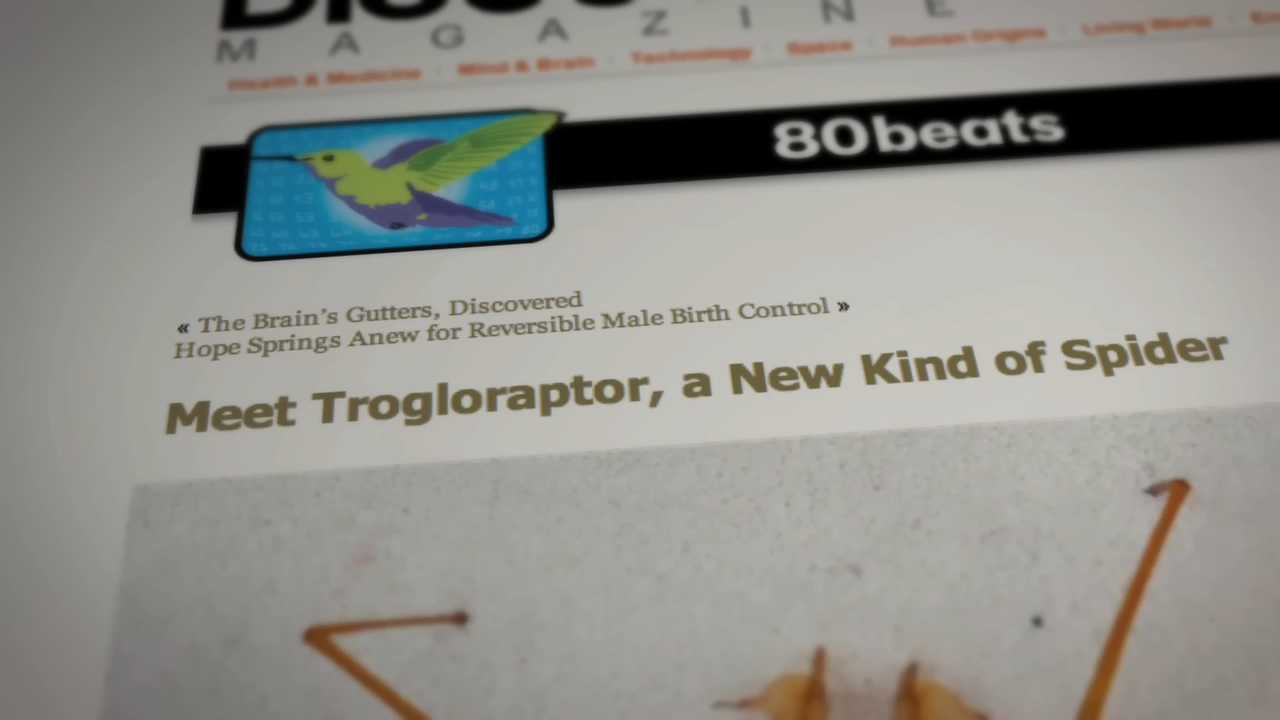 MAGAZINE
Health & Medicine Mind & Brain Technology Space Human Origins Living World
80beats
« The Brain's Gutters, Discovered
Hope Springs Anew for Reversible Male Birth Control »
Meet Trogloraptor, a New Kind of Spider